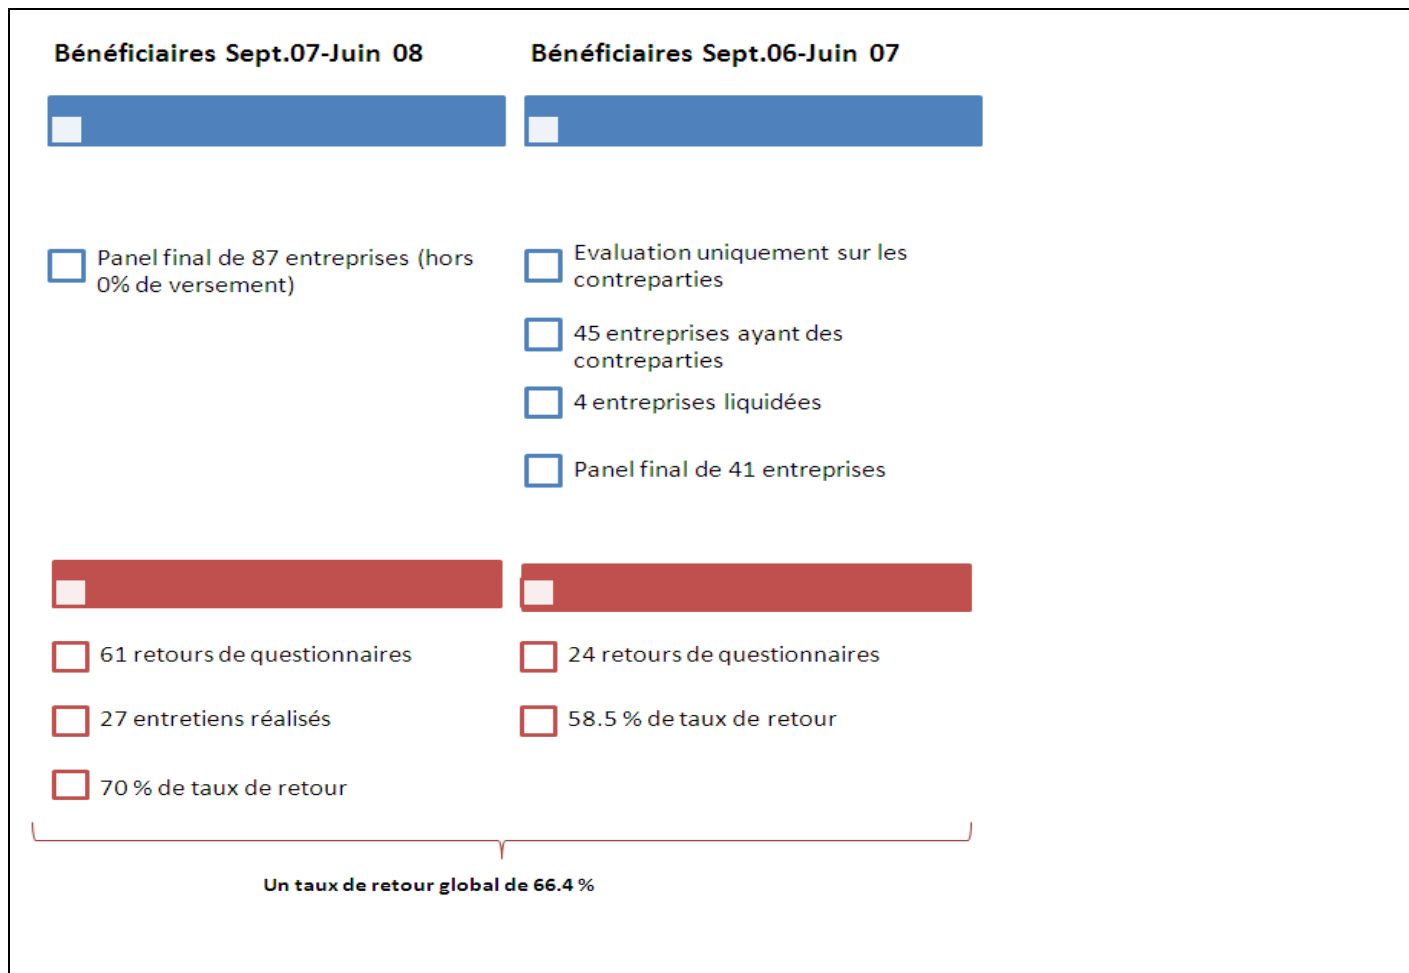 Bénéficiaires Sept.07-Juin 08
Panel final de 87 entreprises (hors
0% de versement)
61 retours de questionnaires
27 entretiens réalisés
70 % de taux de retour
Bénéficiaires Sept.06-Juin 07
Evaluation uniquement sur les
contreparties
45 entreprises ayant des
contreparties
4 entreprises liquidées
Panel final de 41 entreprises
24 retours de questionnaires
58.5 % de taux de retour
Un taux de retour global de 66.4 %